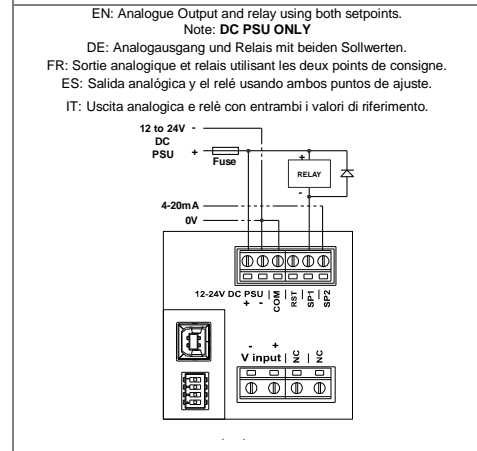 EN: Analogue Output and relay using both setpoints.
Note: DC PSU ONLY
DE: Analogausgang und Relais mit beiden Sollwerten.
FR: Sortie analogique et relais utilisant les deux points de consigne.
ES: Salida analógica y el relé usando ambos puntos de ajuste.
IT: Uscita analogica e relè con entrambi i valori di riferimento.
12 to 24V -
DC
PSU +
Fuse
+
RELAY
-
4-20mA
0V
12-24V DC PSU | COM | RST | SP1 | SP2
+ -
- +
V input | NC | NC